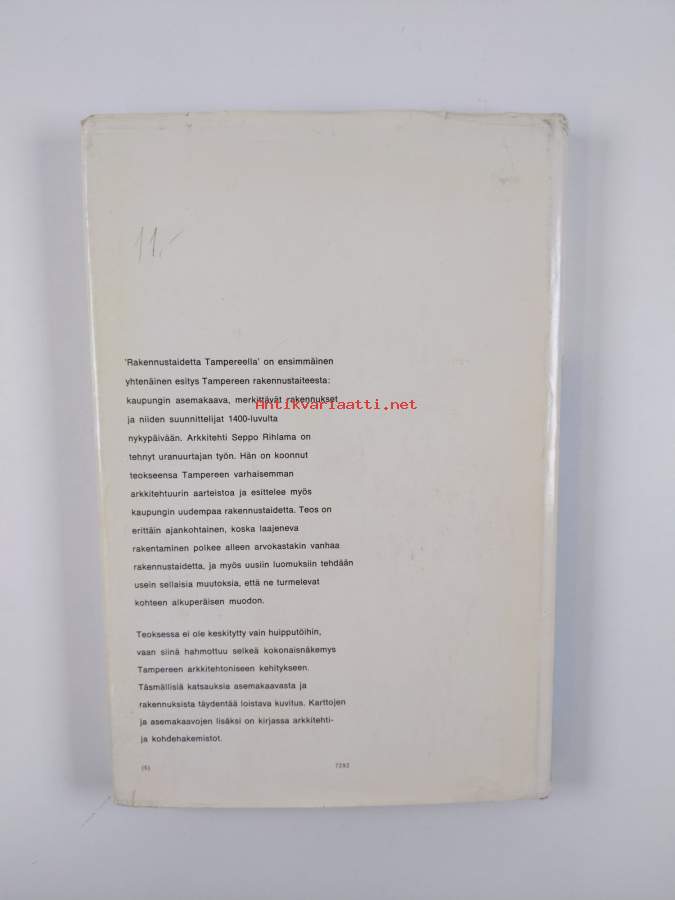 11.-
'Rakennustaidetta Tampereella' on ensimmäinen
yhtenäinen esitys Tampereen rakennustaiteesta:
kaupungin asemakaava, merkittävät rakennukset
Antikvariaatti.net
ja niiden suunnittelijat 1400-luvulta
nykypäivään. Arkkitehti Seppo Rihlama on
tehnyt uranuurtajan työn. Hän on koonnut
teokseensa Tampereen varhaisemman
arkkitehtuurin aarteistoa ja esittelee myös
kaupungin uudempaa rakennustaidetta. Teos on
erittäin ajankohtainen, koska laajeneva
rakentaminen polkee alleen arvokastakin vanhaa
rakennustaidetta, ja myös uusiin luomuksiin tehdään
usein sellaisia muutoksia, että ne turmelevat
kohteen alkuperäisen muodon.
Teoksessa ei ole keskitytty vain huipputöihin,
vaan siinä hahmottuu selkeä kokonaisnäkemys
Tampereen arkkitehtoniseen kehitykseen.
Täsmällisiä katsauksia asemakaavasta ja
rakennuksista täydentää loistava kuvitus. Karttojen
ja asemakaavojen lisäksi on kirjassa arkkitehti-
ja kohdehakemistot.
(6) 7292